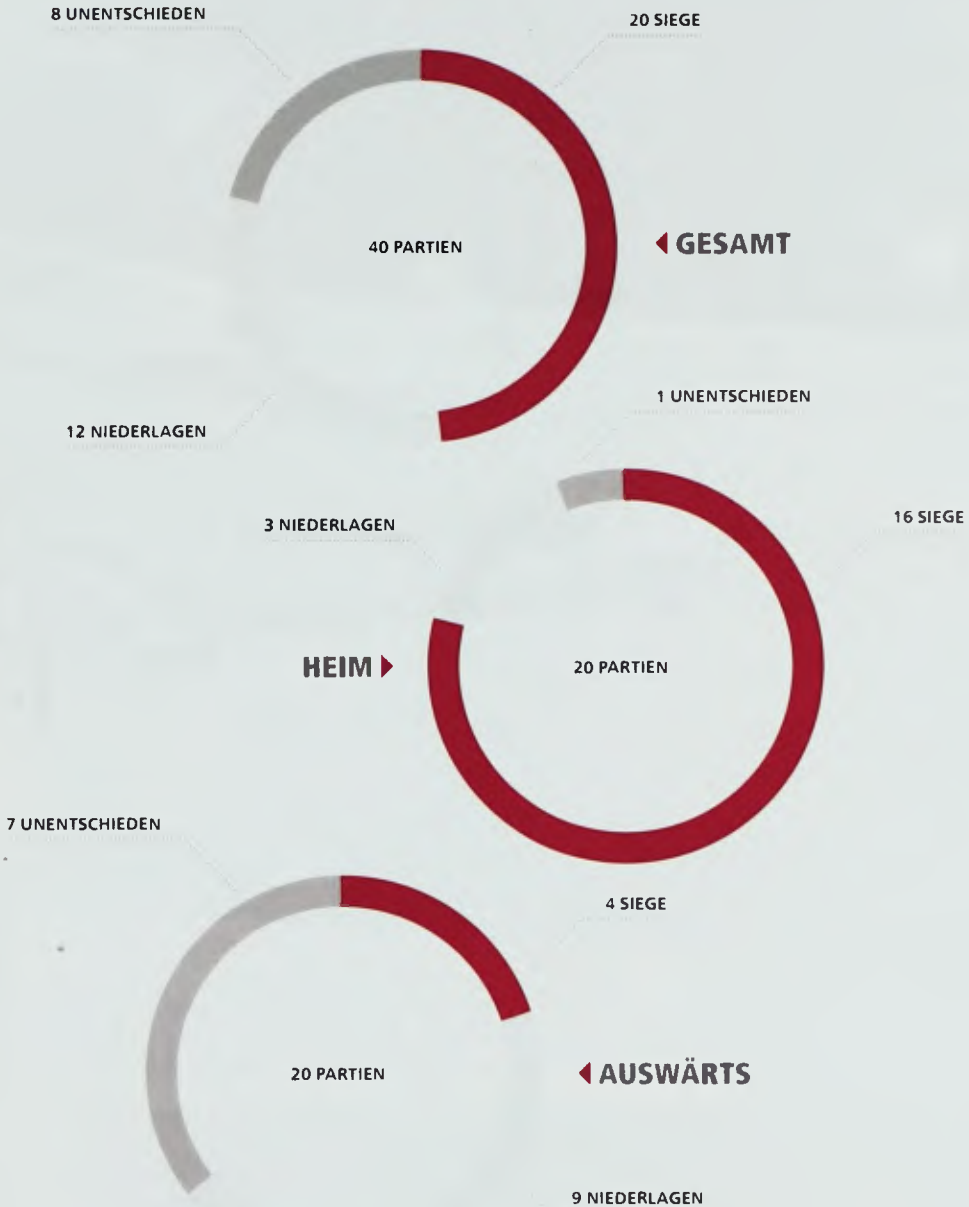 8 UNENTSCHIEDEN
20 SIEGE
40 PARTIEN
GESAMT
12 NIEDERLAGEN
1 UNENTSCHIEDEN
16 SIEGE
3 NIEDERLAGEN
HEIM
20 PARTIEN
7 UNENTSCHIEDEN
4 SIEGE
20 PARTIEN
AUSWÄRTS
9 NIEDERLAGEN